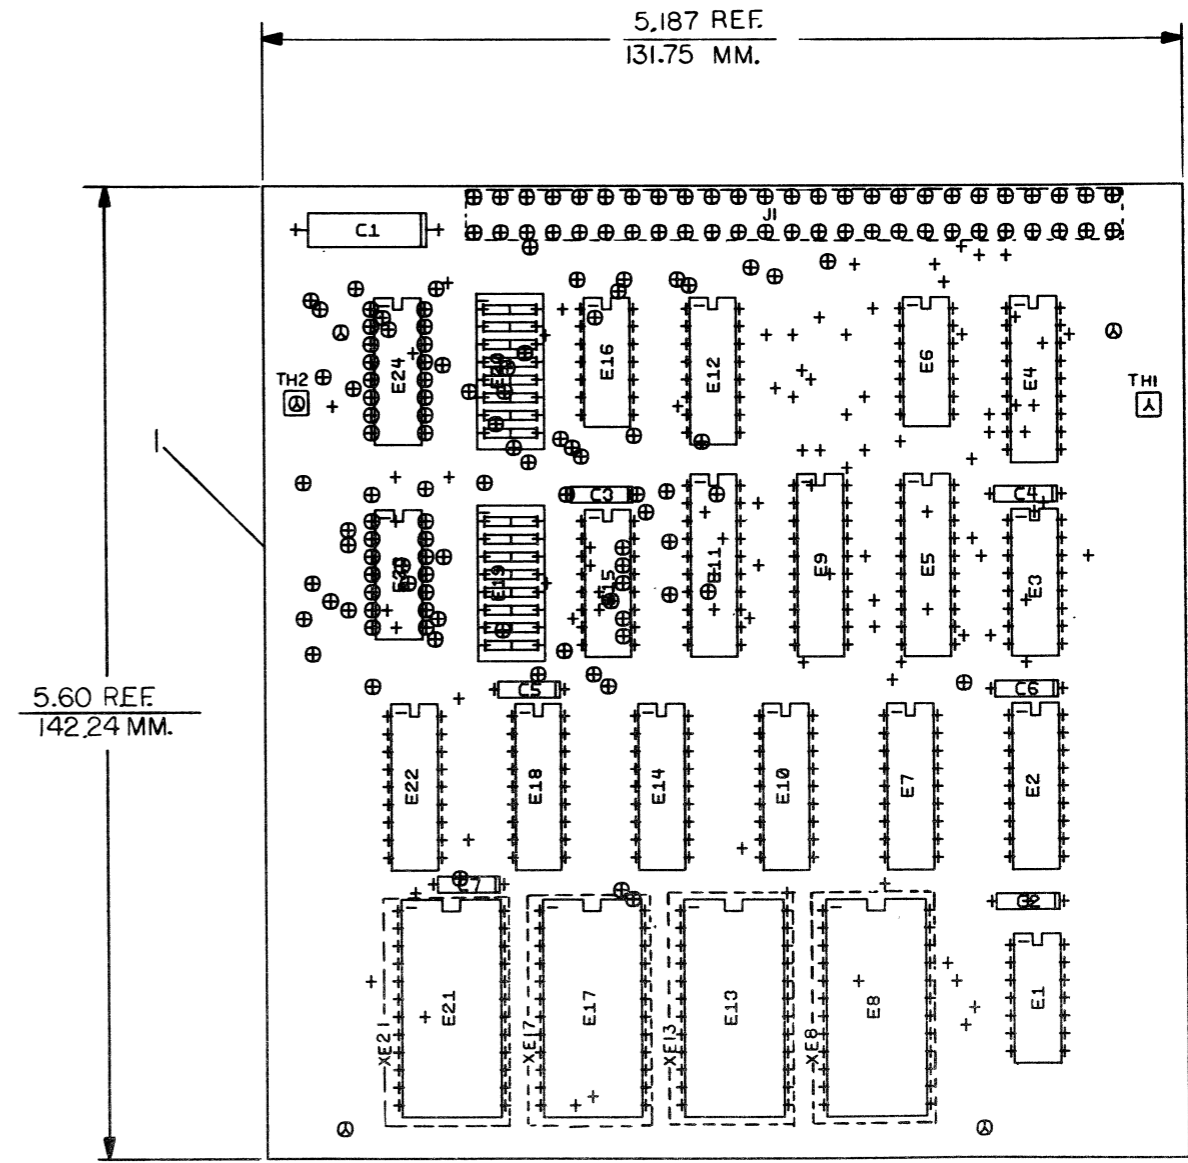 5.187 REF.
131.75 MM.
J1
C1
E24
E20
E16
E12
E6
E4
TH2
TH1
1
C3
C4
E23
E19
E15
E11
E9
E5
E3
C5
C6
5.60 REF.
142.24 MM.
E22
E18
E14
E10
E7
E2
C7
C2
E21
E17
E13
E8
E1
XE21
XE17
XE13
XE8